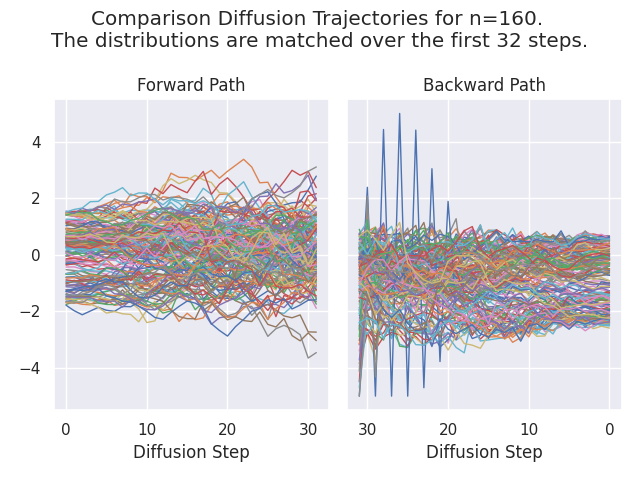 Comparison Diffusion Trajectories for n=160.
The distributions are matched over the first 32 steps.
Forward Path
Backward Path
4
2
0
−2
−4
0 10 20 30
30 20 10 0
Diffusion Step
Diffusion Step